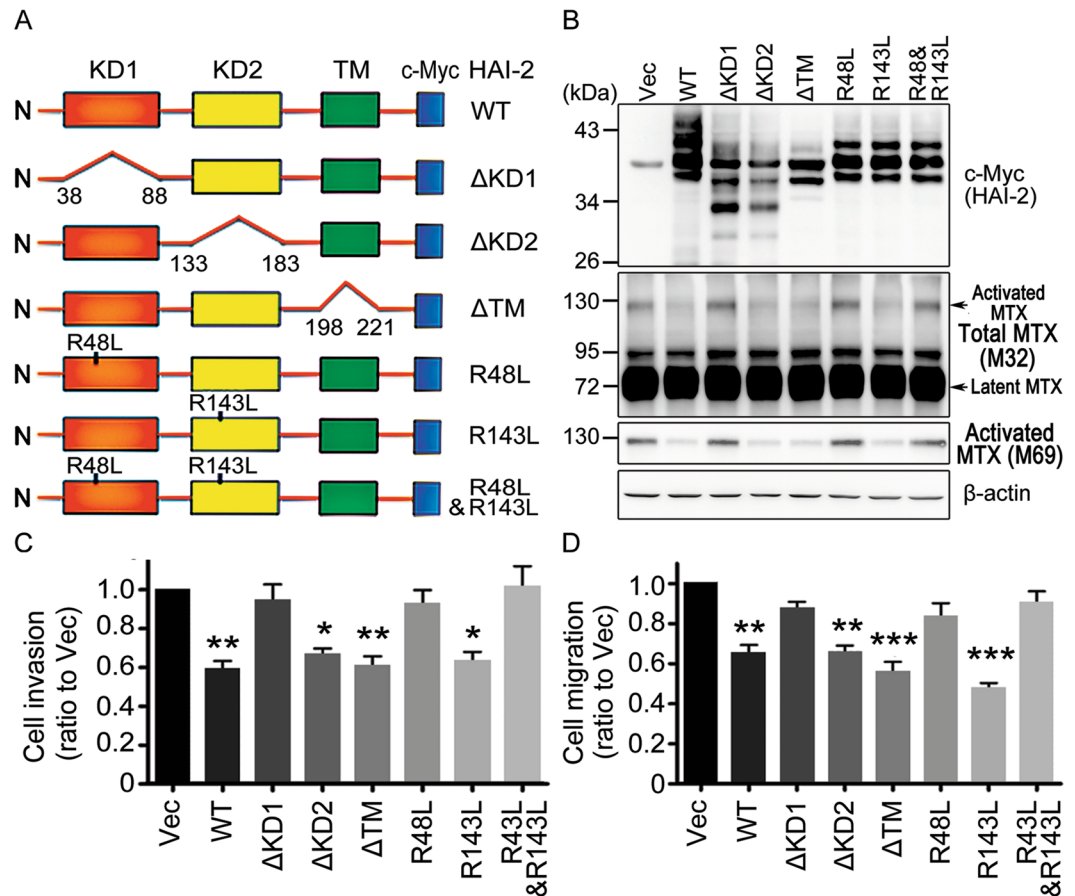 A
KD1 KD2 TM c-Myc HAI-2
N WT
N ΔKD1
38 88
N ΔKD2
133 183
N ΔTM
198 221
R48L
N R48L
R143L
N R143L
R48L R143L
N R48L
& R143L
B
(kDa) Vec WT ΔKD1 ΔKD2 ΔTM R48L R143L R48& R143L
43
34
26
c-Myc
(HAI-2)
130
95
72
Activated
MTX
Total MTX
(M32)
Latent MTX
130
Activated
MTX (M69)
β-actin
C
Cell invasion
(ratio to Vec)
1.0
0.8
0.6
0.4
0.2
0
** * ** *
Vec WT ΔKD1 ΔKD2 ΔTM R48L R143L R43L
&R143L
D
Cell migration
(ratio to Vec)
1.0
0.8
0.6
0.4
0.2
0
** ** *** ***
Vec WT ΔKD1 ΔKD2 ΔTM R48L R143L R43L
&R143L